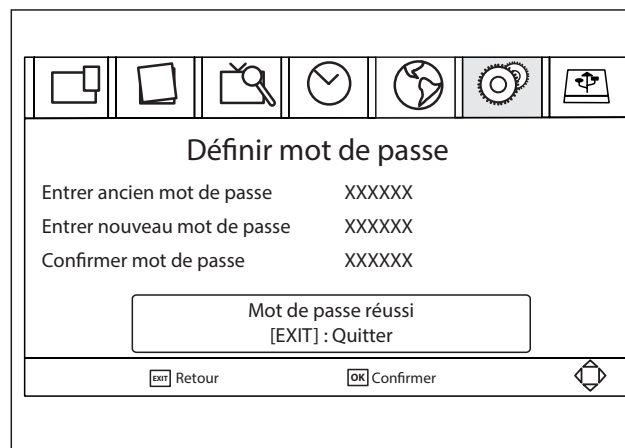 Définir mot de passe
Entrer ancien mot de passe XXXXXX
Entrer nouveau mot de passe XXXXXX
Confirmer mot de passe XXXXXX
Mot de passe réussi
[EXIT] : Quitter
EXIT Retour OK Confirmer